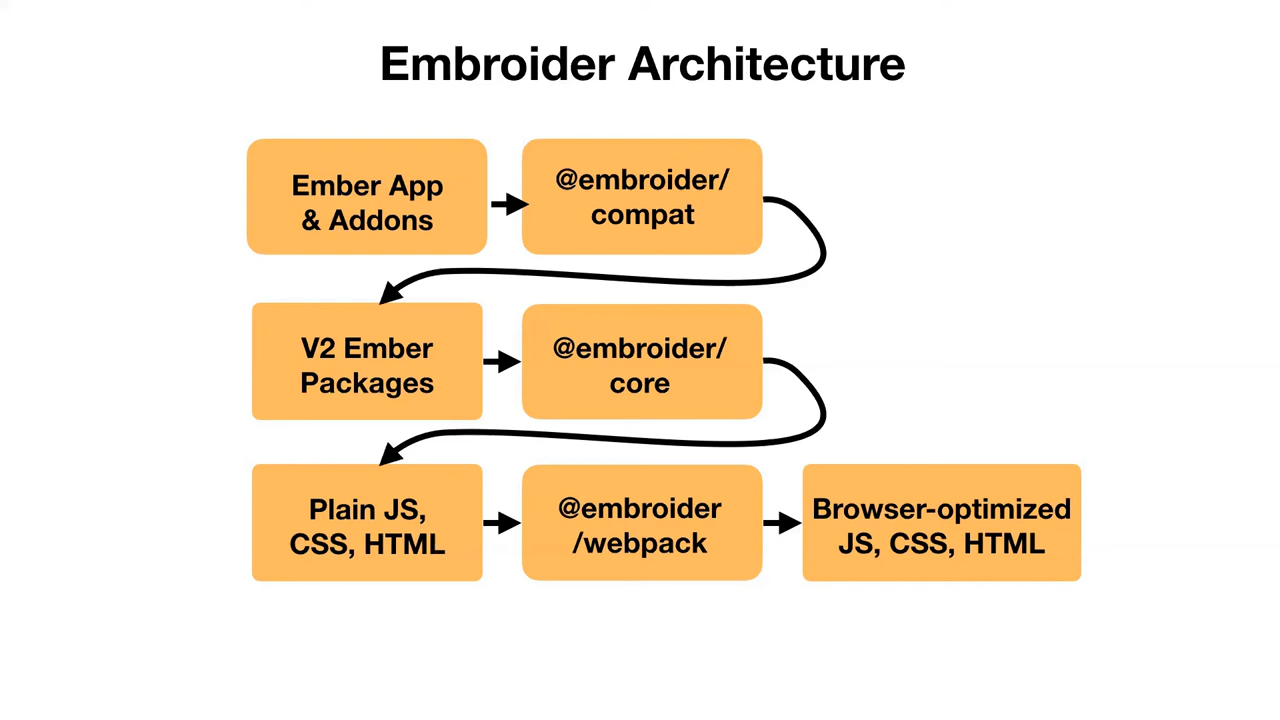 Embroider Architecture
Ember App
& Addons
@embroider/
compat
V2 Ember
Packages
@embroider/
core
Plain JS,
CSS, HTML
@embroider
/webpack
Browser-optimized
JS, CSS, HTML